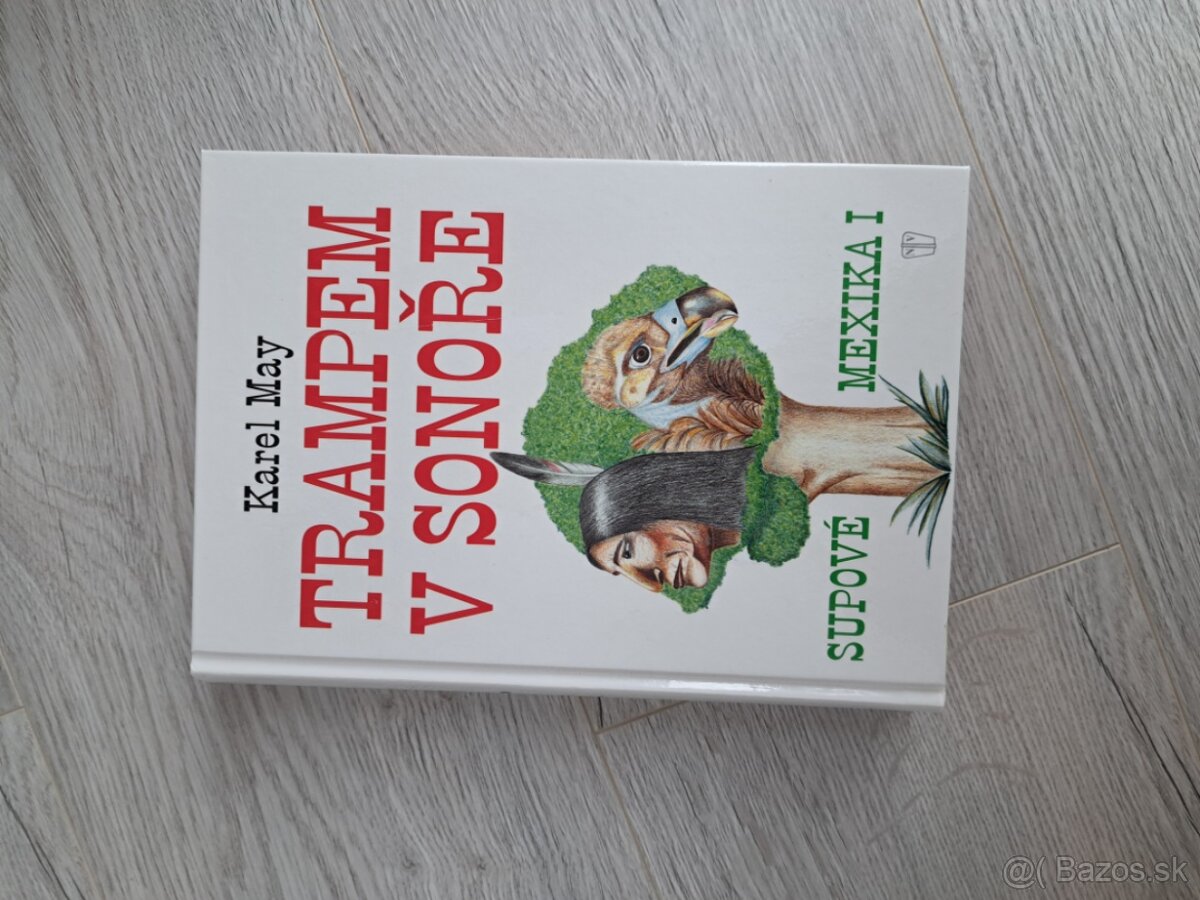 Karel May
TRAMPEM
V SONOŘE
SUPOVÉ MEXIKA I
N V
@( Bazos.sk